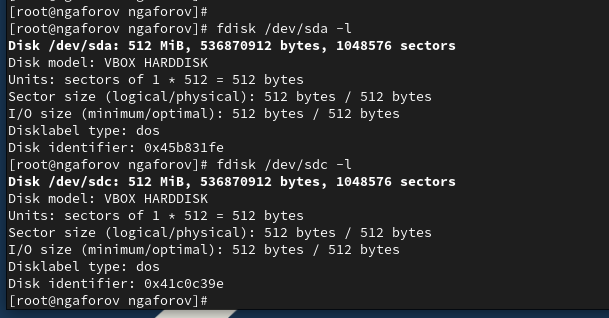 [root@ngaforov ngaforov]#
[root@ngaforov ngaforov]# fdisk /dev/sda -l
Disk /dev/sda: 512 MiB, 536870912 bytes, 1048576 sectors
Disk model: VBOX HARDDISK
Units: sectors of 1 * 512 = 512 bytes
Sector size (logical/physical): 512 bytes / 512 bytes
I/O size (minimum/optimal): 512 bytes / 512 bytes
Disklabel type: dos
Disk identifier: 0x45b831fe
[root@ngaforov ngaforov]# fdisk /dev/sdc -l
Disk /dev/sdc: 512 MiB, 536870912 bytes, 1048576 sectors
Disk model: VBOX HARDDISK
Units: sectors of 1 * 512 = 512 bytes
Sector size (logical/physical): 512 bytes / 512 bytes
I/O size (minimum/optimal): 512 bytes / 512 bytes
Disklabel type: dos
Disk identifier: 0x41c0c39e
[root@ngaforov ngaforov]#